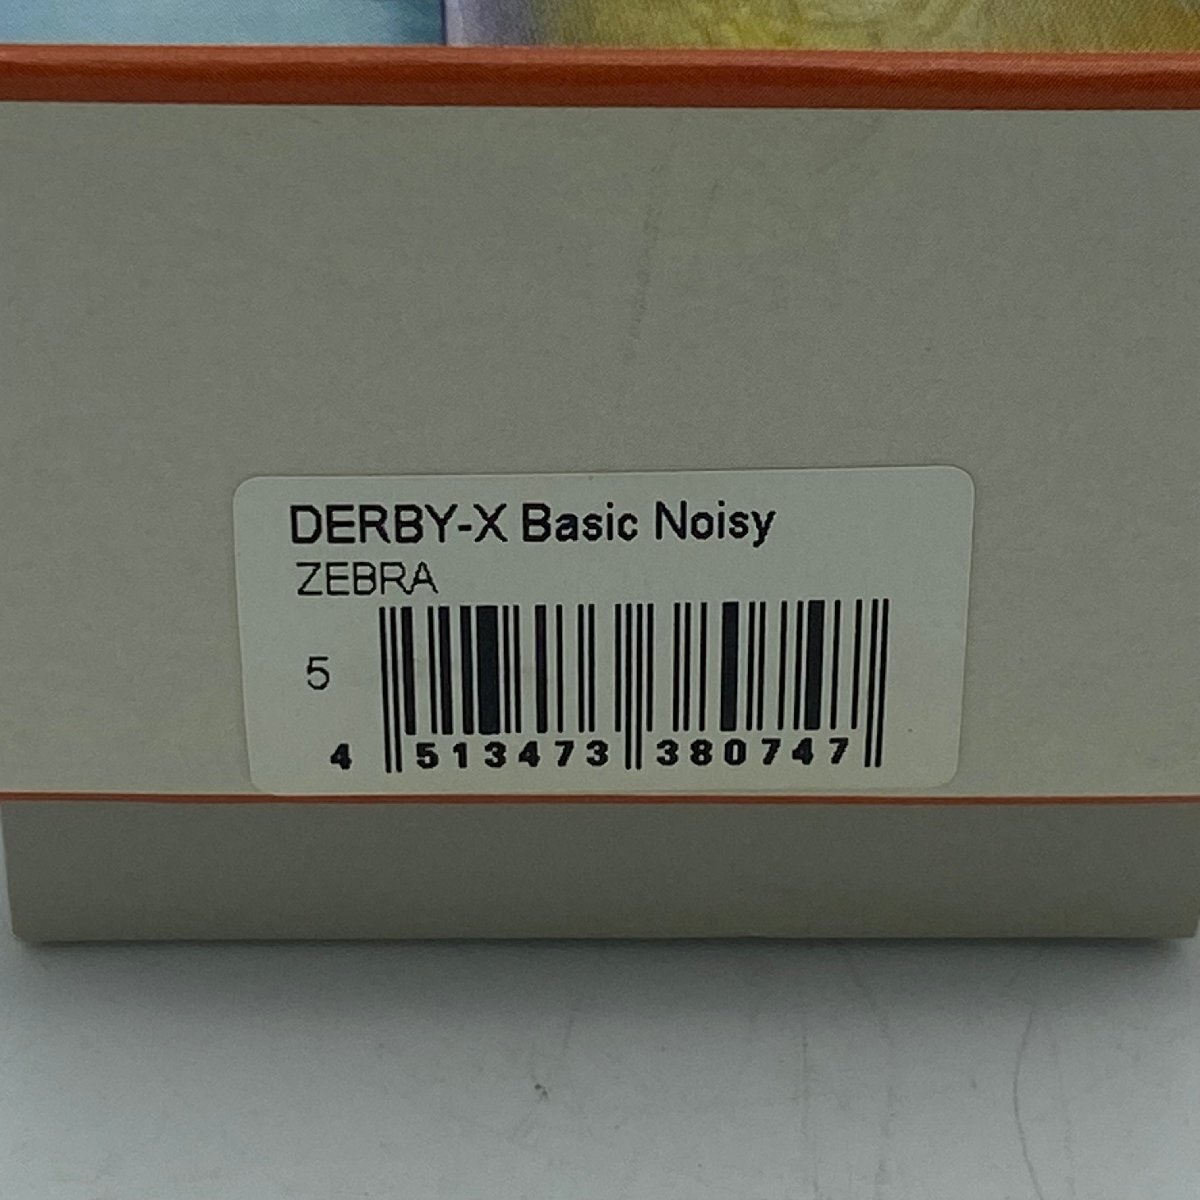 DERBY-X Basic Noisy
ZEBRA
5
4 513473 380747